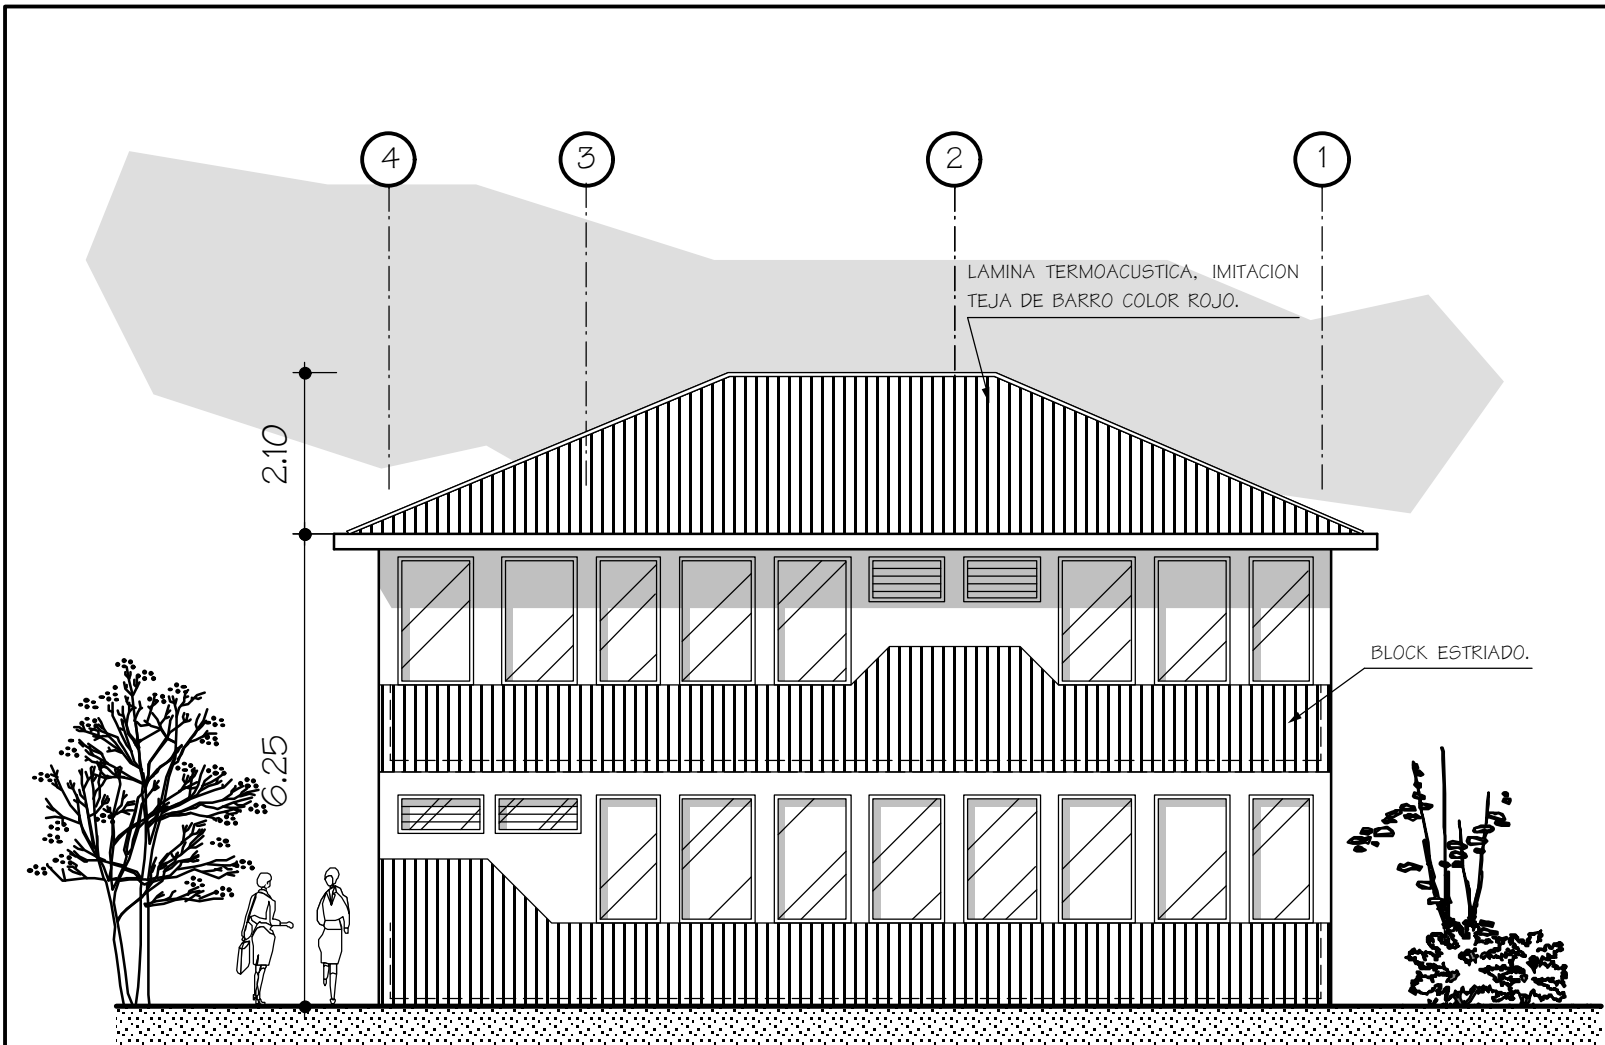 4
3
2
1
LAMINA TERMOACUSTICA, IMITACION
TEJA DE BARRO COLOR ROJO.
2.10
BLOCK ESTRIADO.
6.25